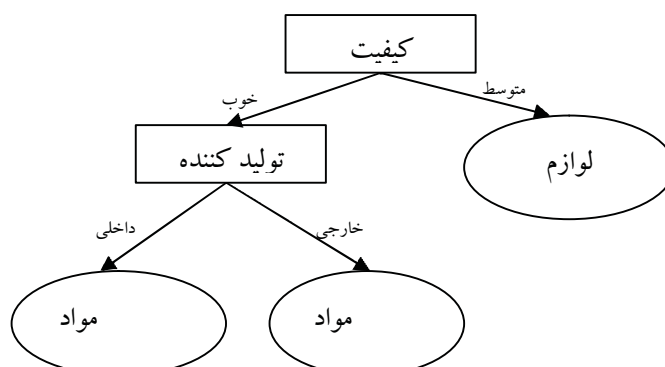 کیفیت
خوب
متوسط
تولید کننده
لوازم
داخلی
خارجی
مواد
مواد